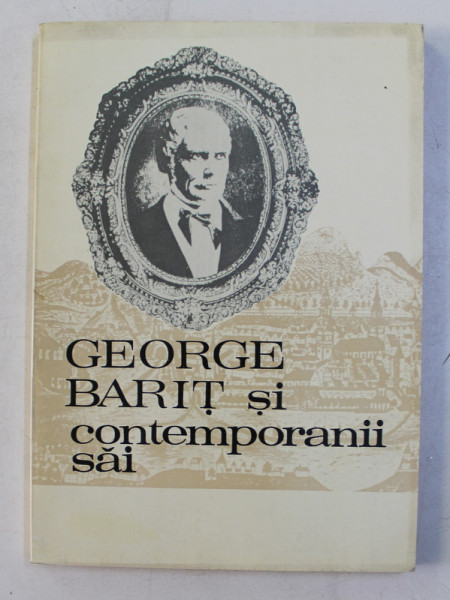 GEORGE
BARIȚ și
contemporanii
săi